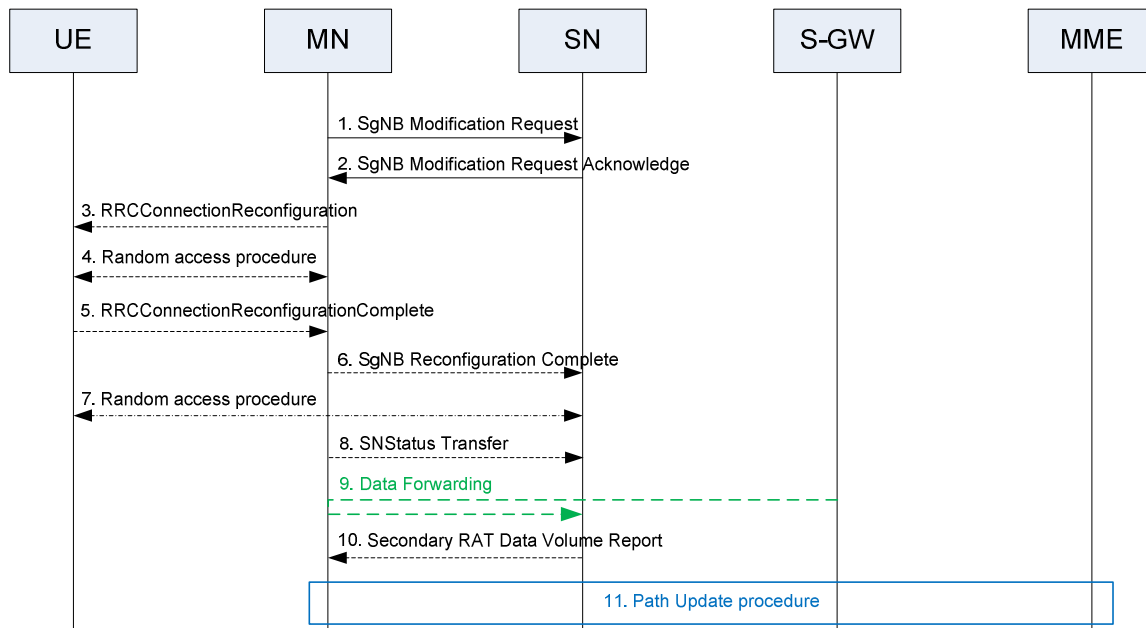 UE
MN
SN
S-GW
MME
1. SgNB Modification Request
2. SgNB Modification Request Acknowledge
3. RRCConnectionReconfiguration
4. Random access procedure
5. RRCConnectionReconfigurationComplete
6. SgNB Reconfiguration Complete
7. Random access procedure
8. SNStatus Transfer
9. Data Forwarding
10. Secondary RAT Data Volume Report
11. Path Update procedure